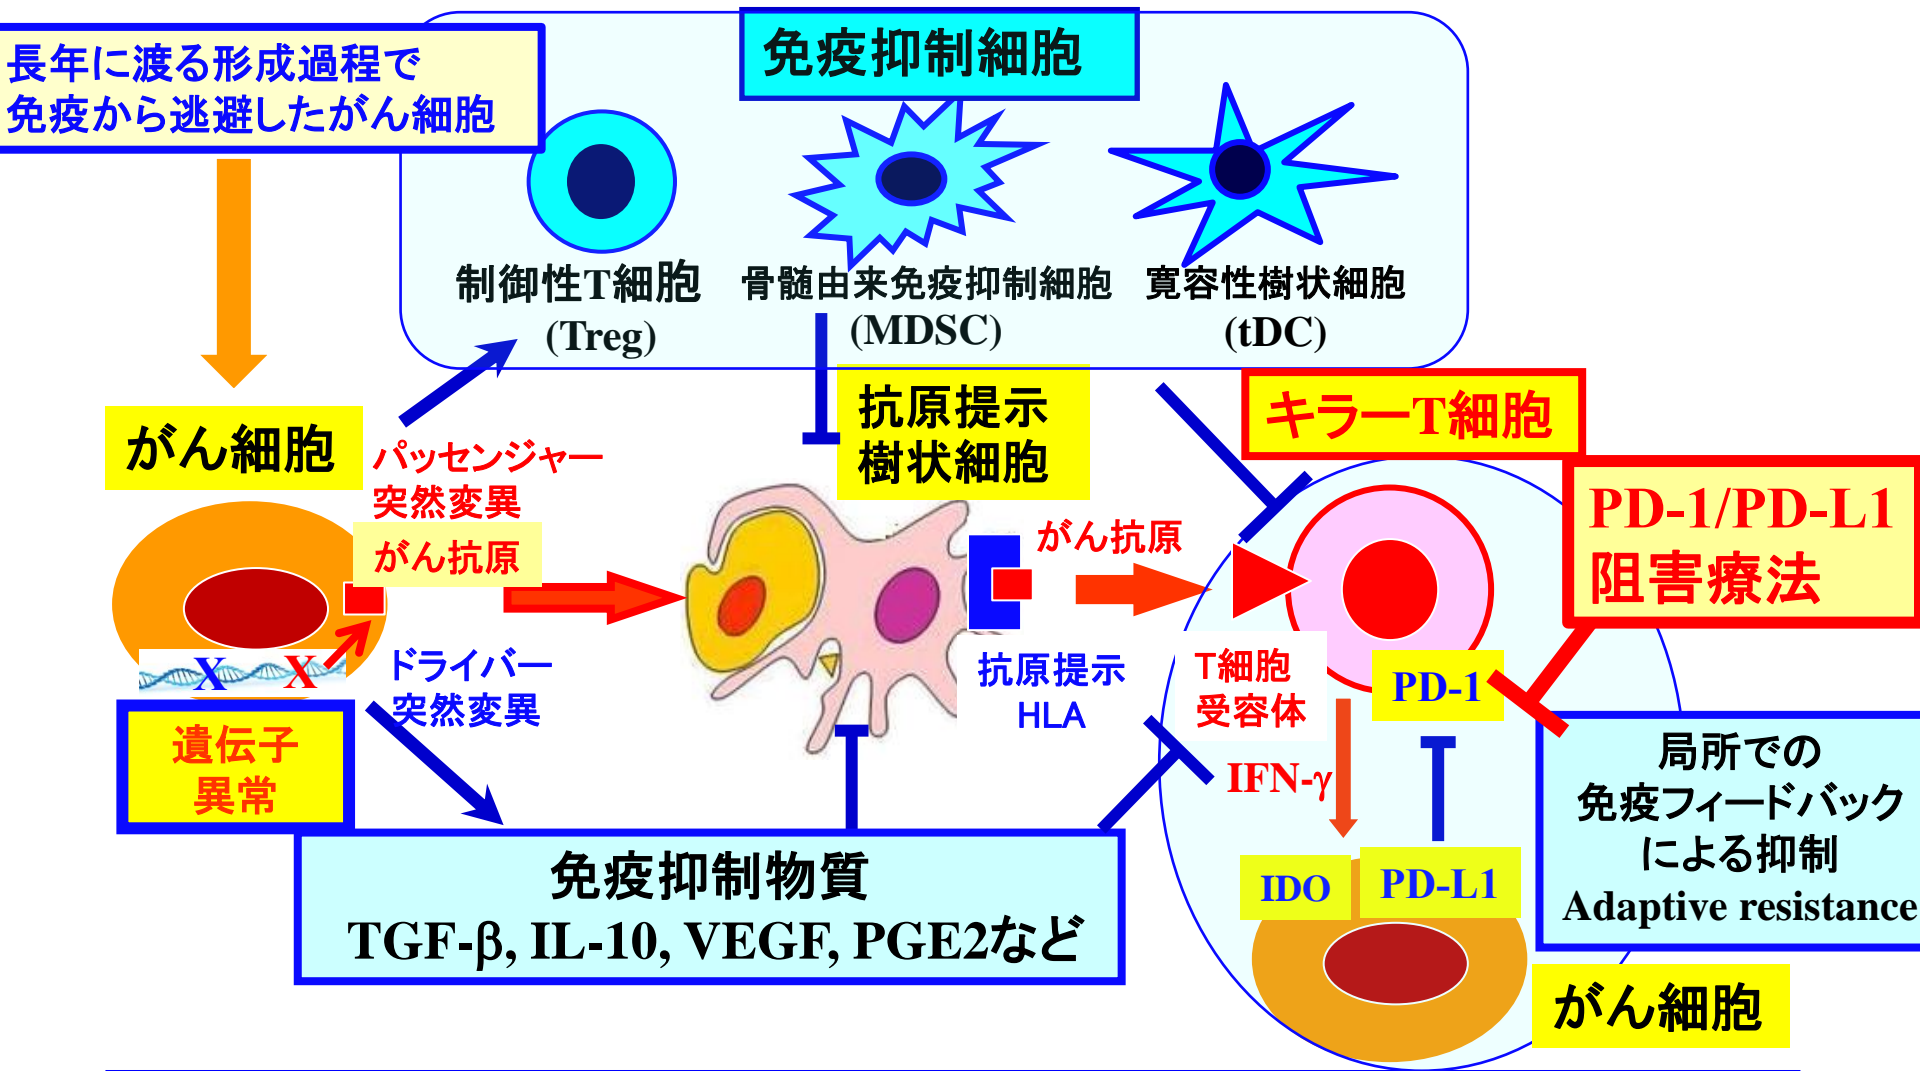 長年に渡る形成過程で
免疫から逃避したがん細胞
免疫抑制細胞
制御性T細胞
(Treg)
骨髄由来免疫抑制細胞
(MDSC)
寛容性樹状細胞
(tDC)
がん細胞
パッセンジャー
突然変異
がん抗原
抗原提示
樹状細胞
がん抗原
キラーT細胞
PD-1/PD-L1
阻害療法
X X
ドライバー
突然変異
抗原提示
HLA
T細胞
受容体
PD-1
遺伝子
異常
IFN-γ
局所での
免疫フィードバック
による抑制
Adaptive resistance
免疫抑制物質
TGF-β, IL-10, VEGF, PGE2など
IDO
PD-L1
がん細胞